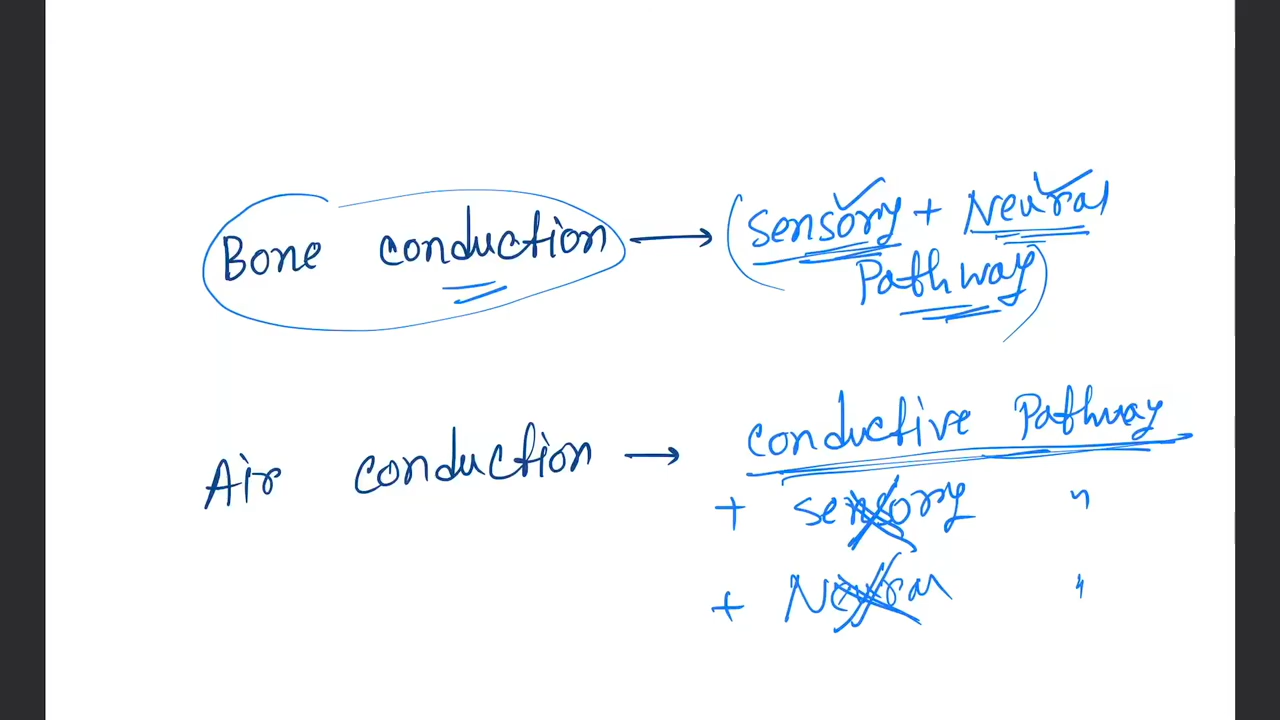 Bone conduction → Sensory + Neural
Pathway
Air conduction → conductive Pathway
+ Sensory "
+ Neural "